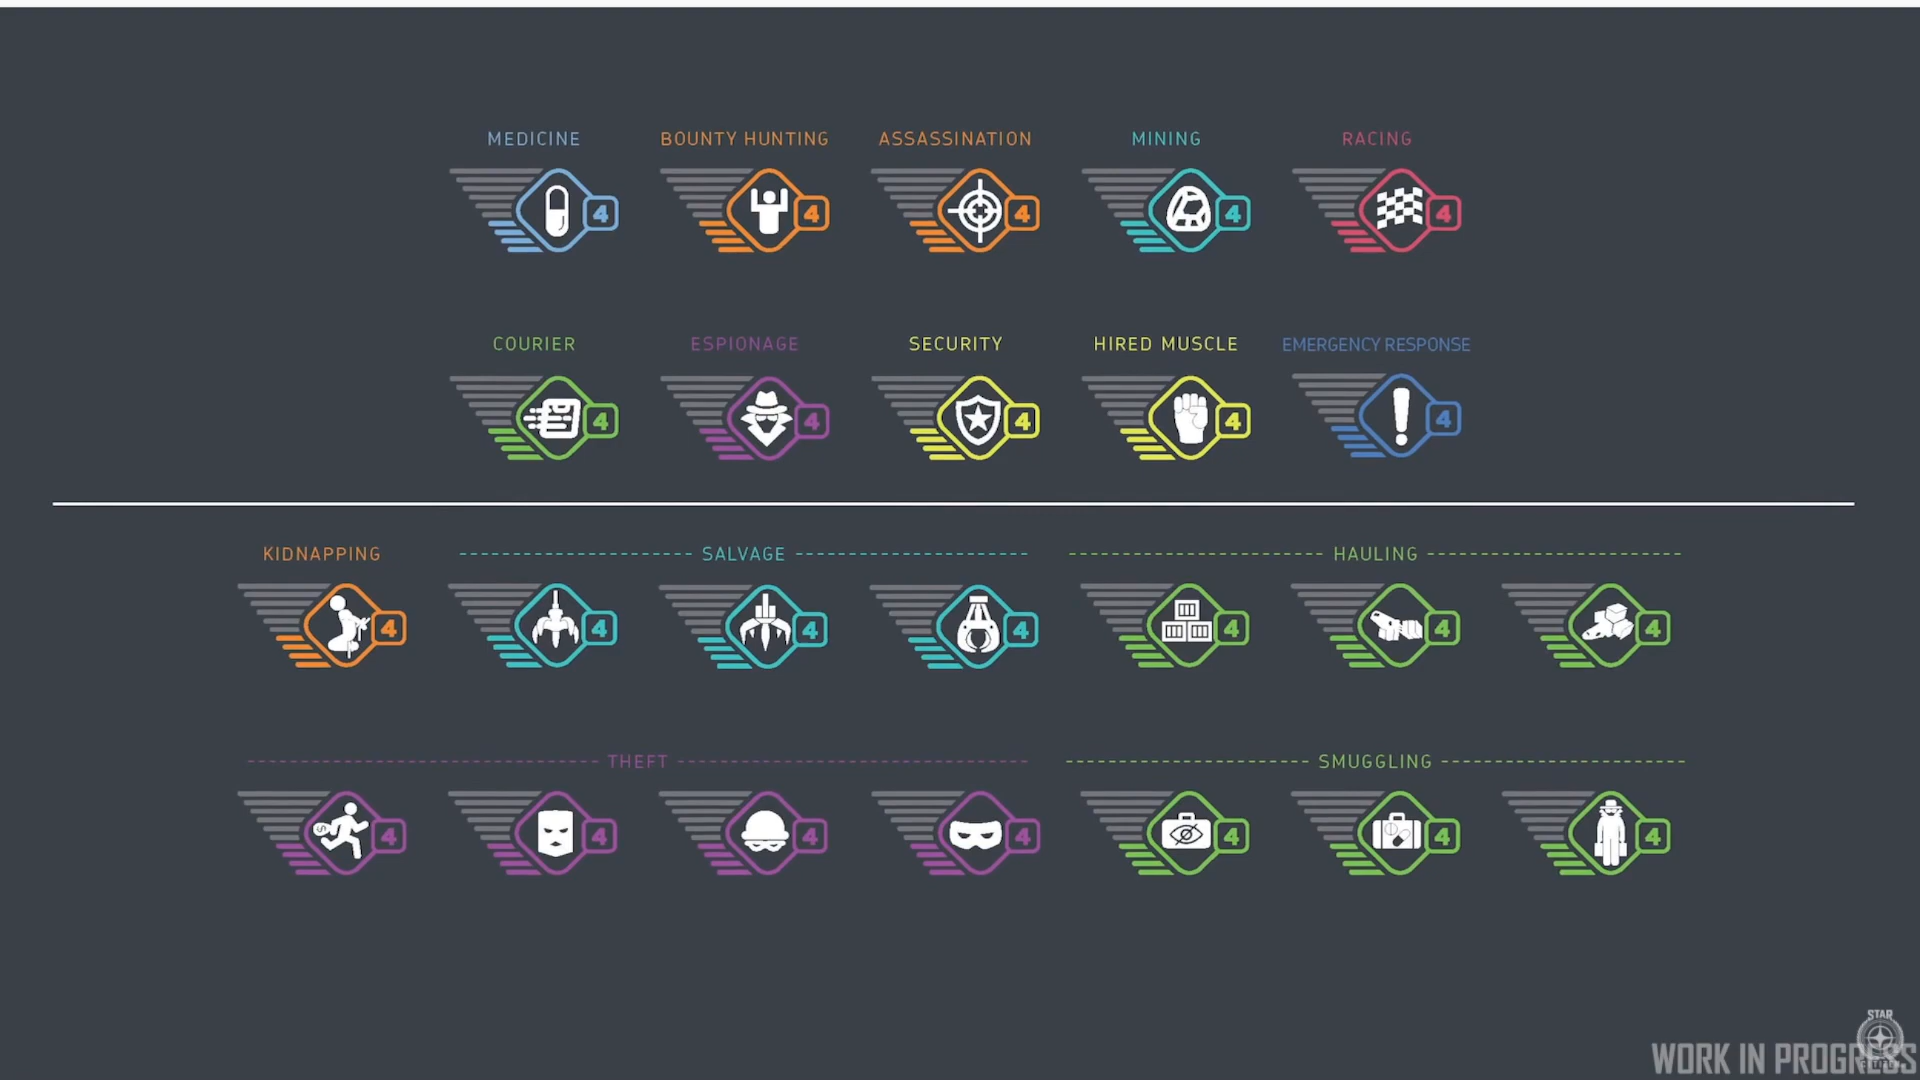 MEDICINE BOUNTY HUNTING ASSASSINATION MINING RACING
4 4 4 4 4
COURIER ESPIONAGE SECURITY HIRED MUSCLE EMERGENCY RESPONSE
4 4 4 4 4
KIDNAPPING SALVAGE HAULING
4 4 4 4 4 4 4
THEFT SMUGGLING
$
4 4 4 4 4 4 4
STAR
WORK IN PROGRESS